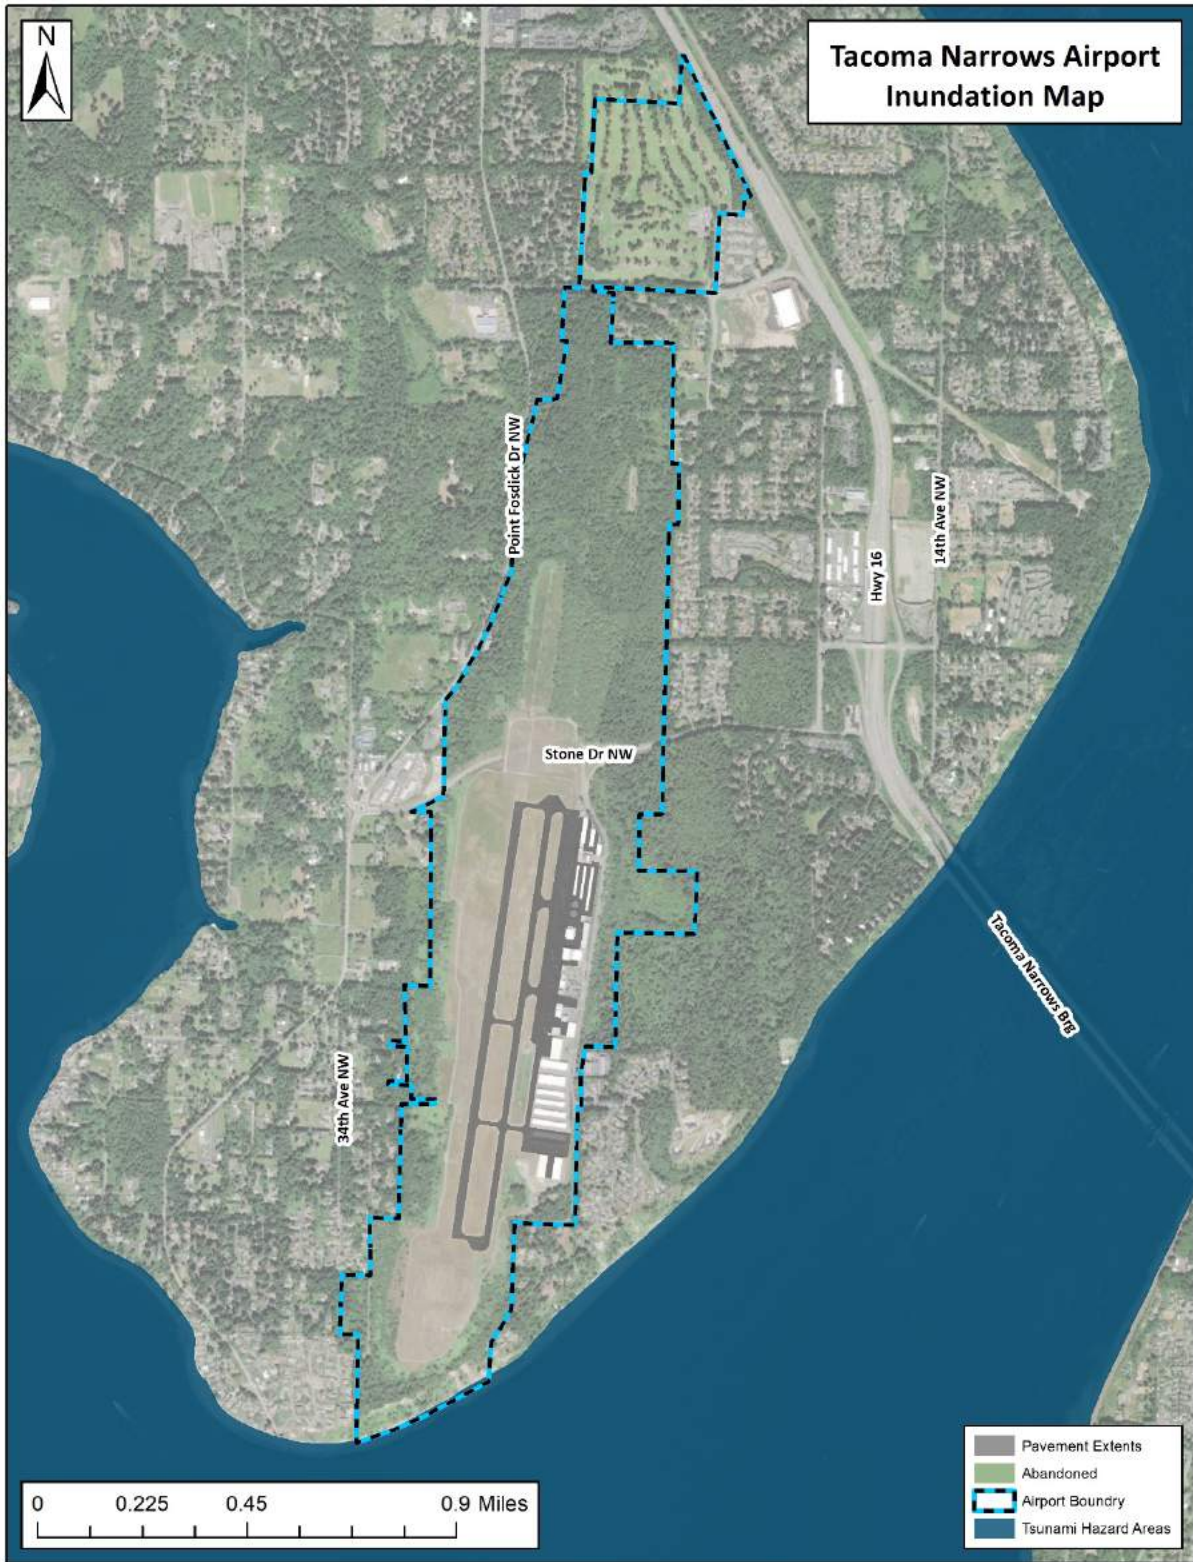 N
Tacoma Narrows Airport
Inundation Map
Point Fosdick Dr NW
Hwy 16
14th Ave NW
Stone Dr NW
Tacoma Narrows Brg
34th Ave NW
0 0.225 0.45 0.9 Miles
Pavement Extents
Abandoned
Airport Boundry
Tsunami Hazard Areas